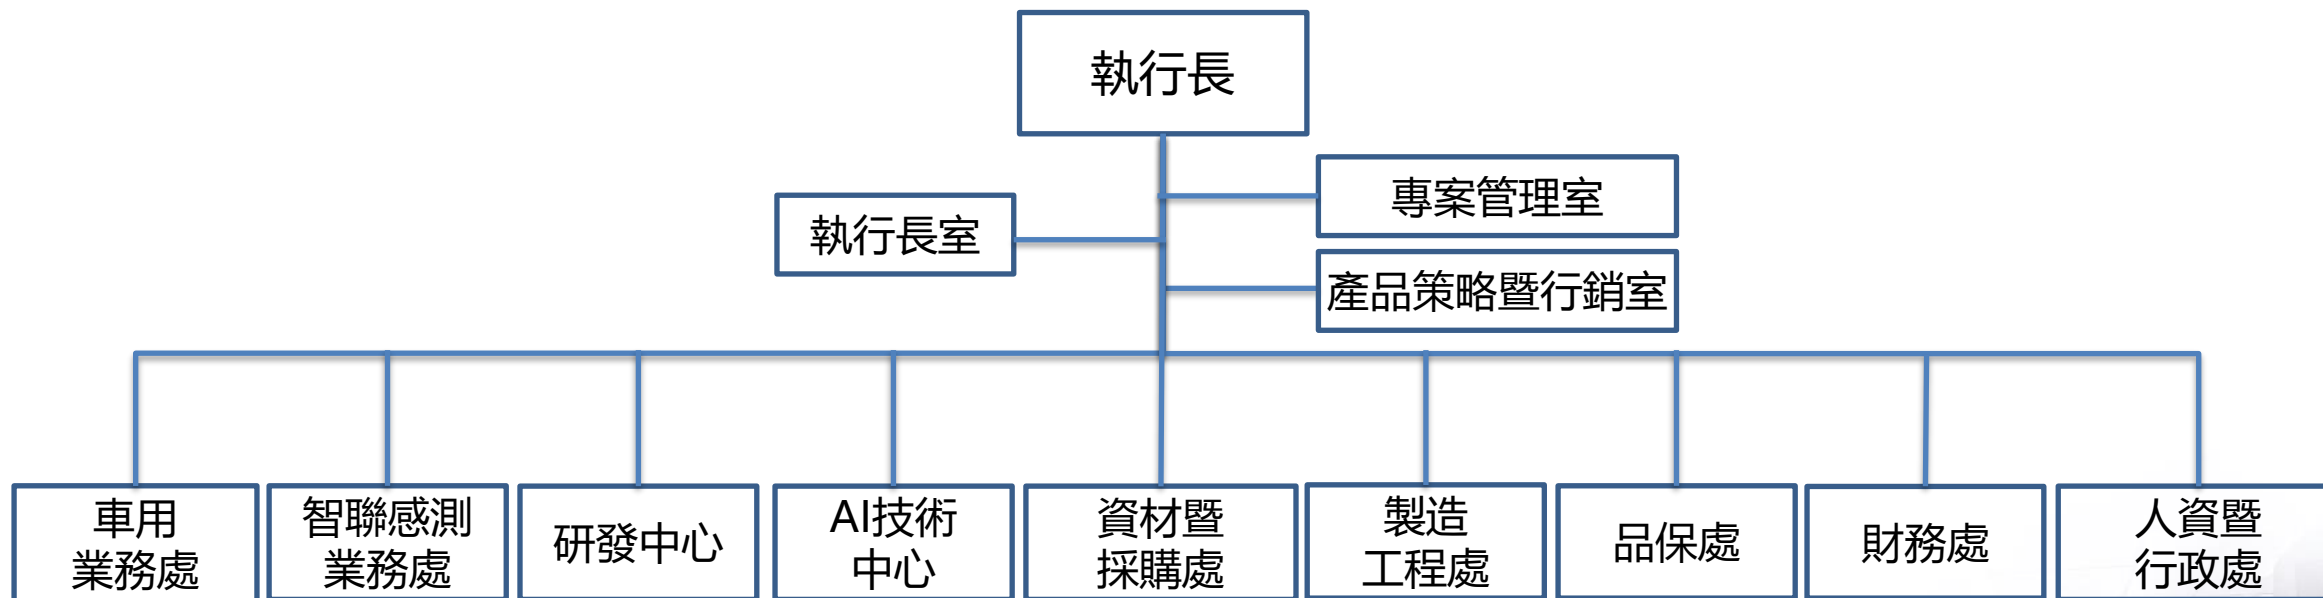 執行長
專案管理室
執行長室
產品策略暨行銷室
車用
業務處
智聯感測
業務處
研發中心
AI技術
中心
資材暨
採購處
製造
工程處
品保處
財務處
人資暨
行政處